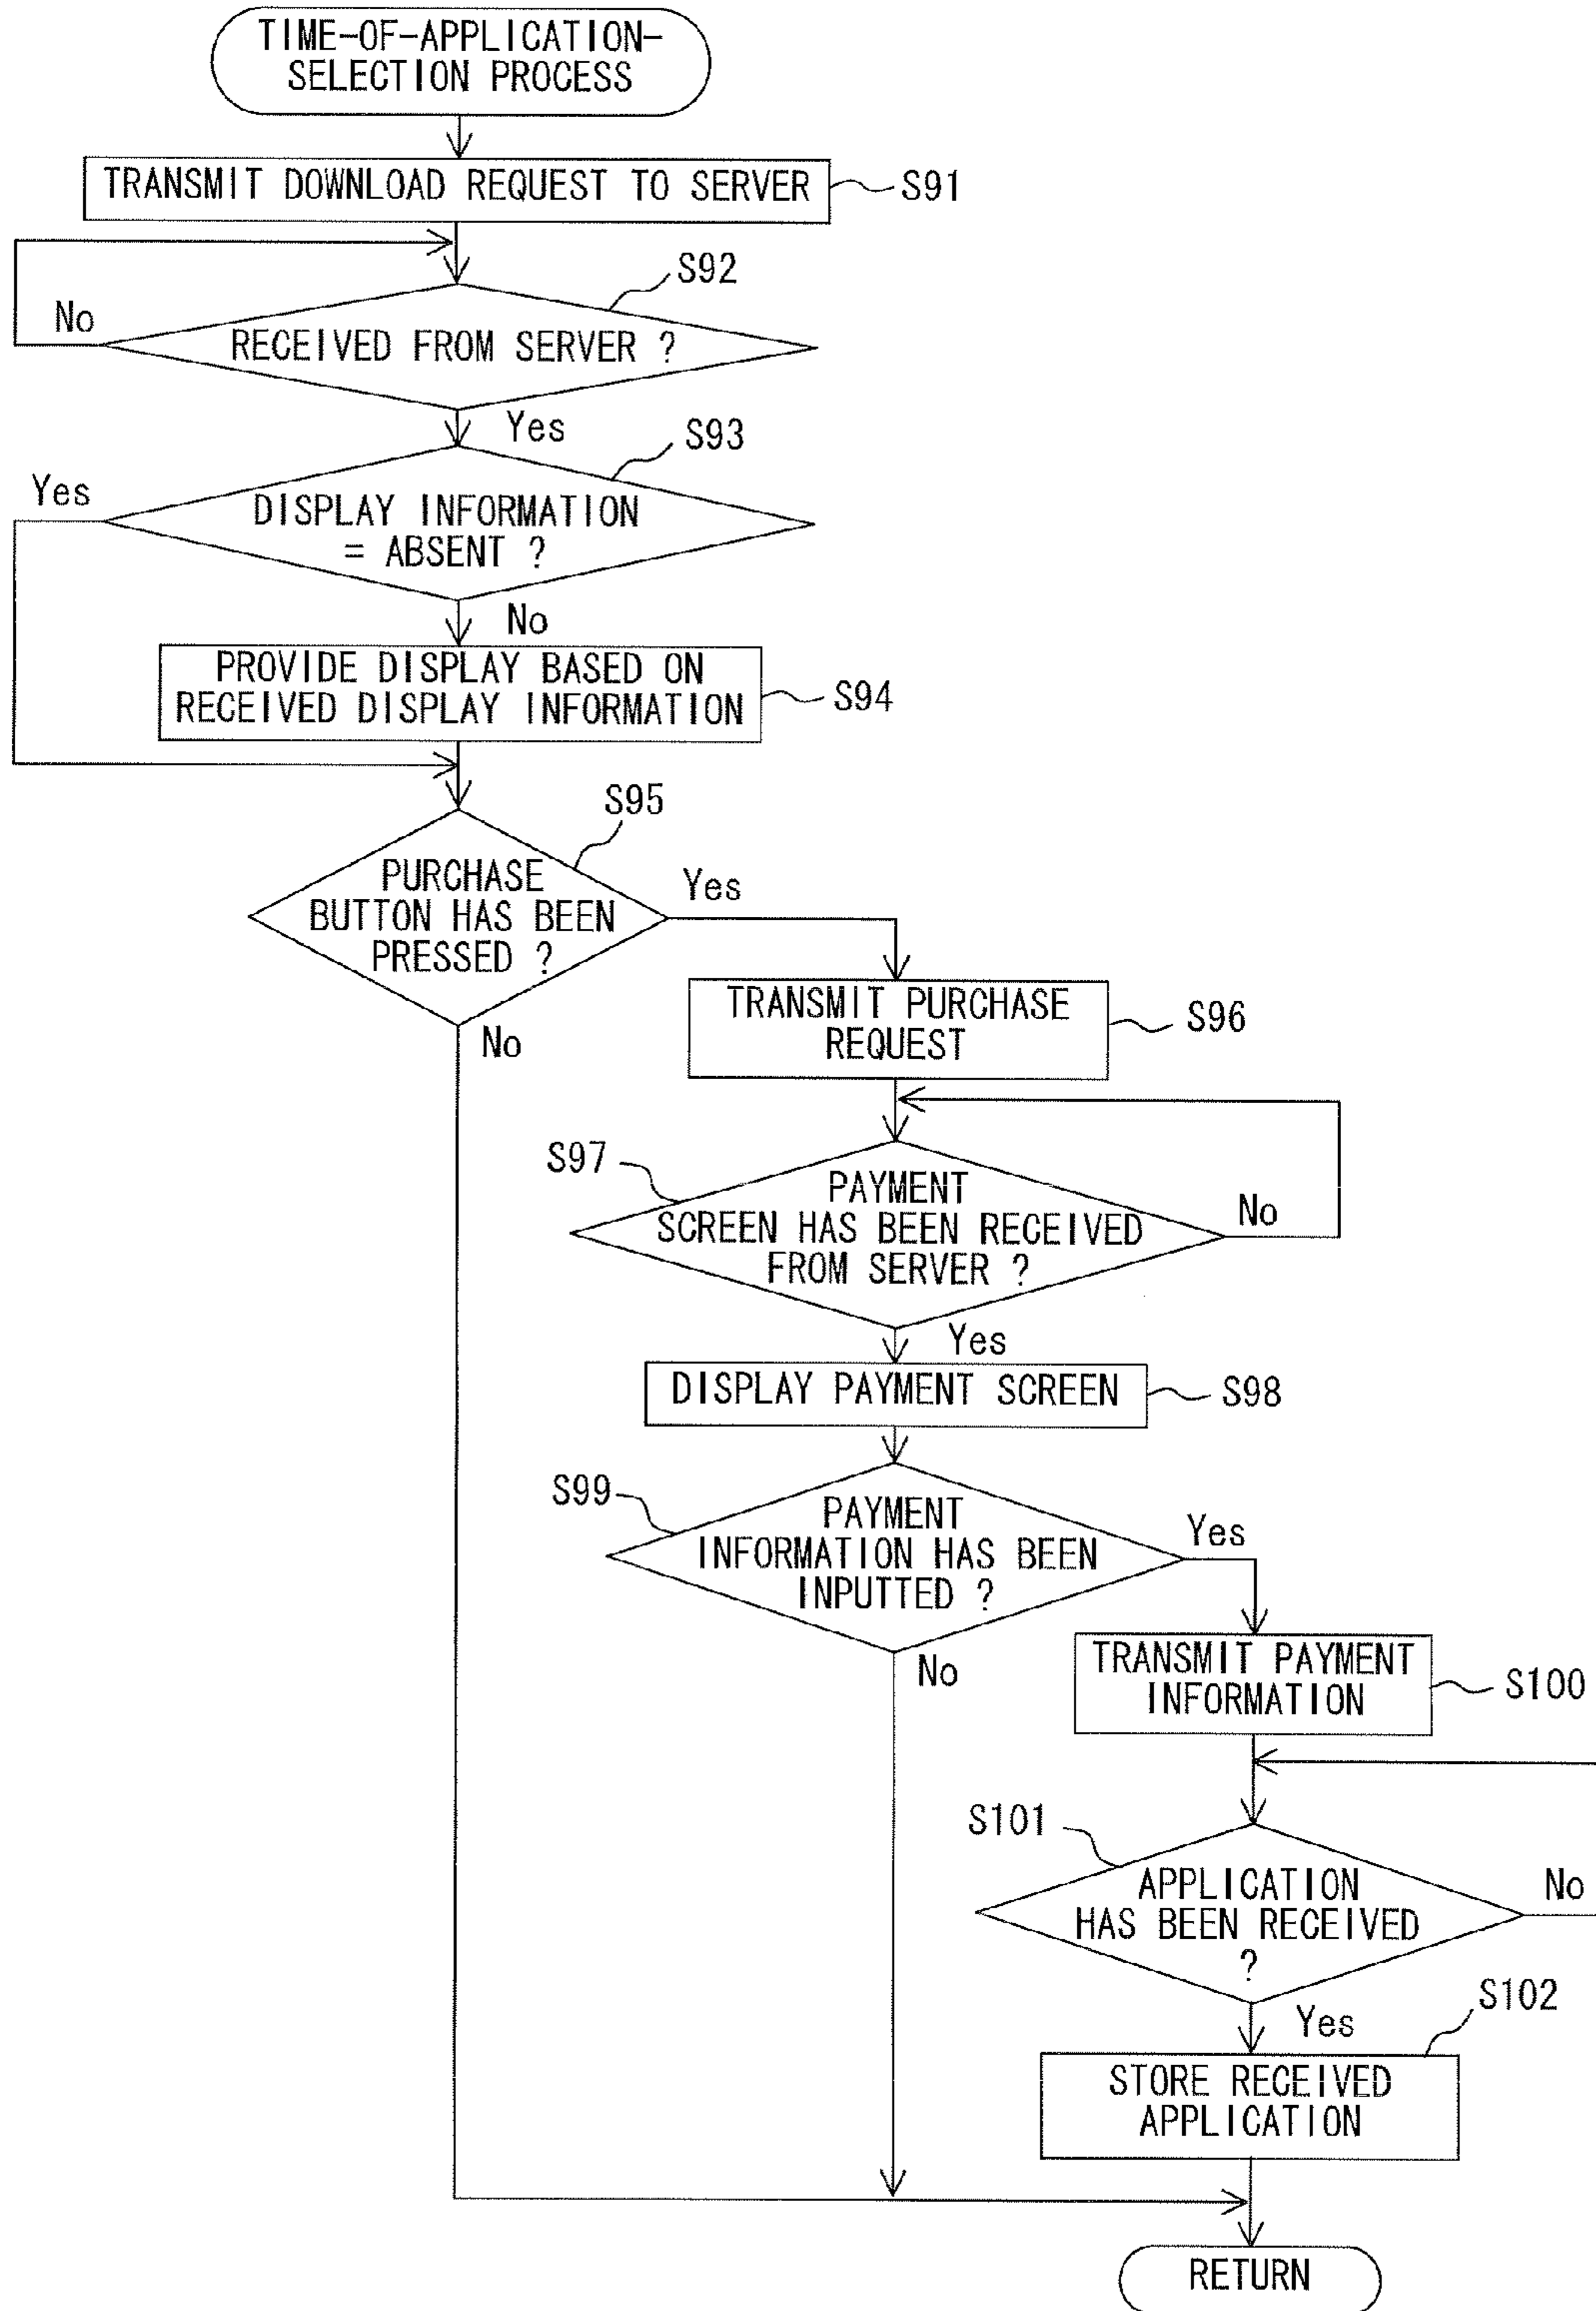 TIME-OF-APPLICATION-
SELECTION PROCESS
TRANSMIT DOWNLOAD REQUEST TO SERVER
S91
S92
No
RECEIVED FROM SERVER ?
Yes
S93
Yes
DISPLAY INFORMATION
= ABSENT ?
No
PROVIDE DISPLAY BASED ON
RECEIVED DISPLAY INFORMATION
S94
S95
PURCHASE
BUTTON HAS BEEN
PRESSED ?
Yes
No
TRANSMIT PURCHASE
REQUEST
S96
S97
PAYMENT
SCREEN HAS BEEN RECEIVED
FROM SERVER ?
No
Yes
DISPLAY PAYMENT SCREEN
S98
S99
PAYMENT
INFORMATION HAS BEEN
INPUTTED ?
Yes
No
TRANSMIT PAYMENT
INFORMATION
S100
S101
APPLICATION
HAS BEEN RECEIVED
?
No
Yes
S102
STORE RECEIVED
APPLICATION
RETURN